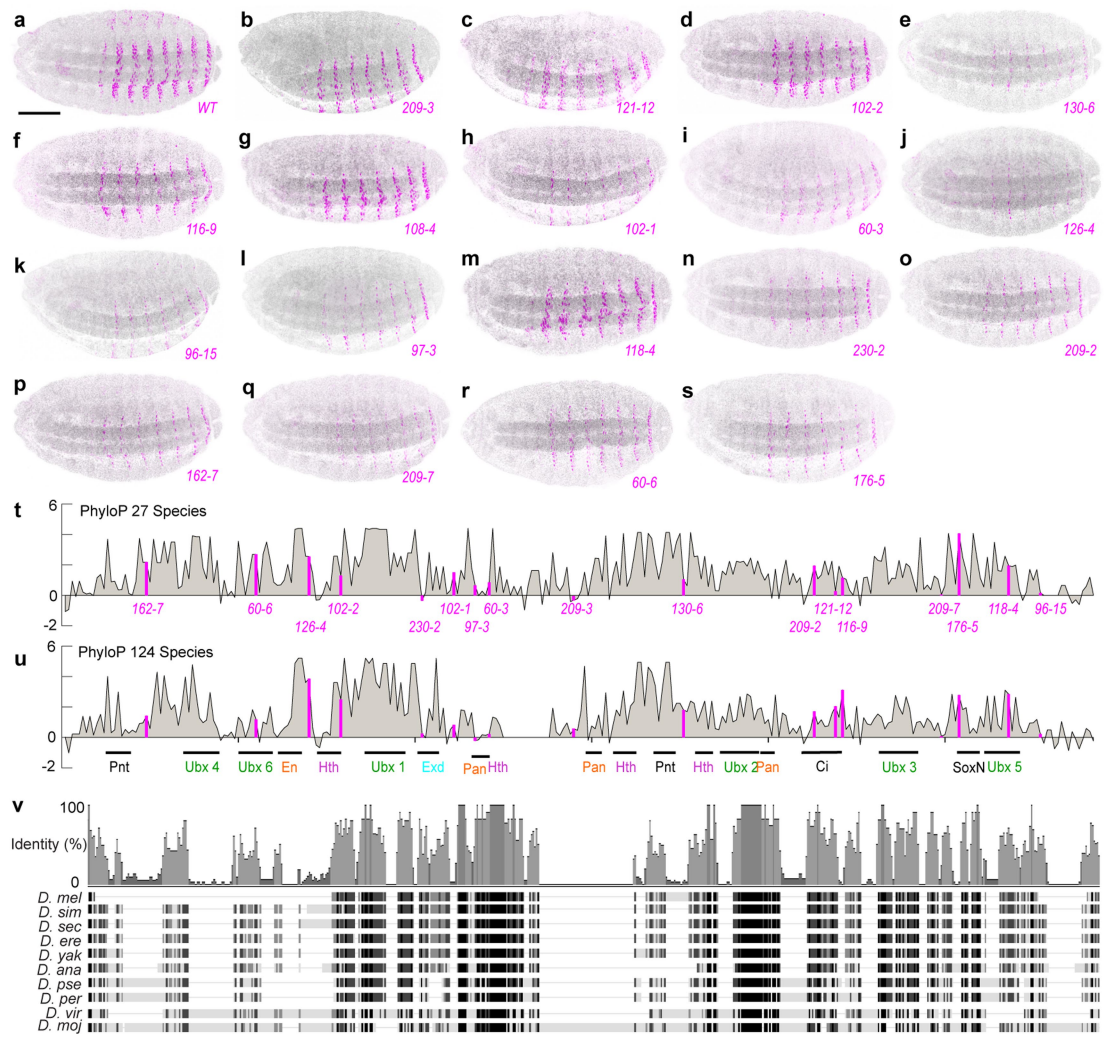 a b c d e
WT 209-3 121-12 102-2 130-6
f g h i j
116-9 108-4 102-1 60-3 126-4
k l m n o
96-15 97-3 118-4 230-2 209-2
p q r s
162-7 209-7 60-6 176-5
t 6 PhyloP 27 Species
0
162-7 60-6 102-2 102-1 60-3 209-3 130-6 121-12 209-7 118-4 96-15
-2 126-4 230-2 97-3 209-2 116-9 176-5
u 6 PhyloP 124 Species
0
-2
Pnt Ubx 4 Ubx 6 En Hth Ubx 1 Exd Pan Hth Pan Hth Pnt Hth Ubx 2 Pan Ci Ubx 3 SoxN Ubx 5
v 100
Identity (%)
0
D. mel
D. sim
D. sec
D. ere
D. yak
D. ana
D. pse
D. per
D. vir
D. moj